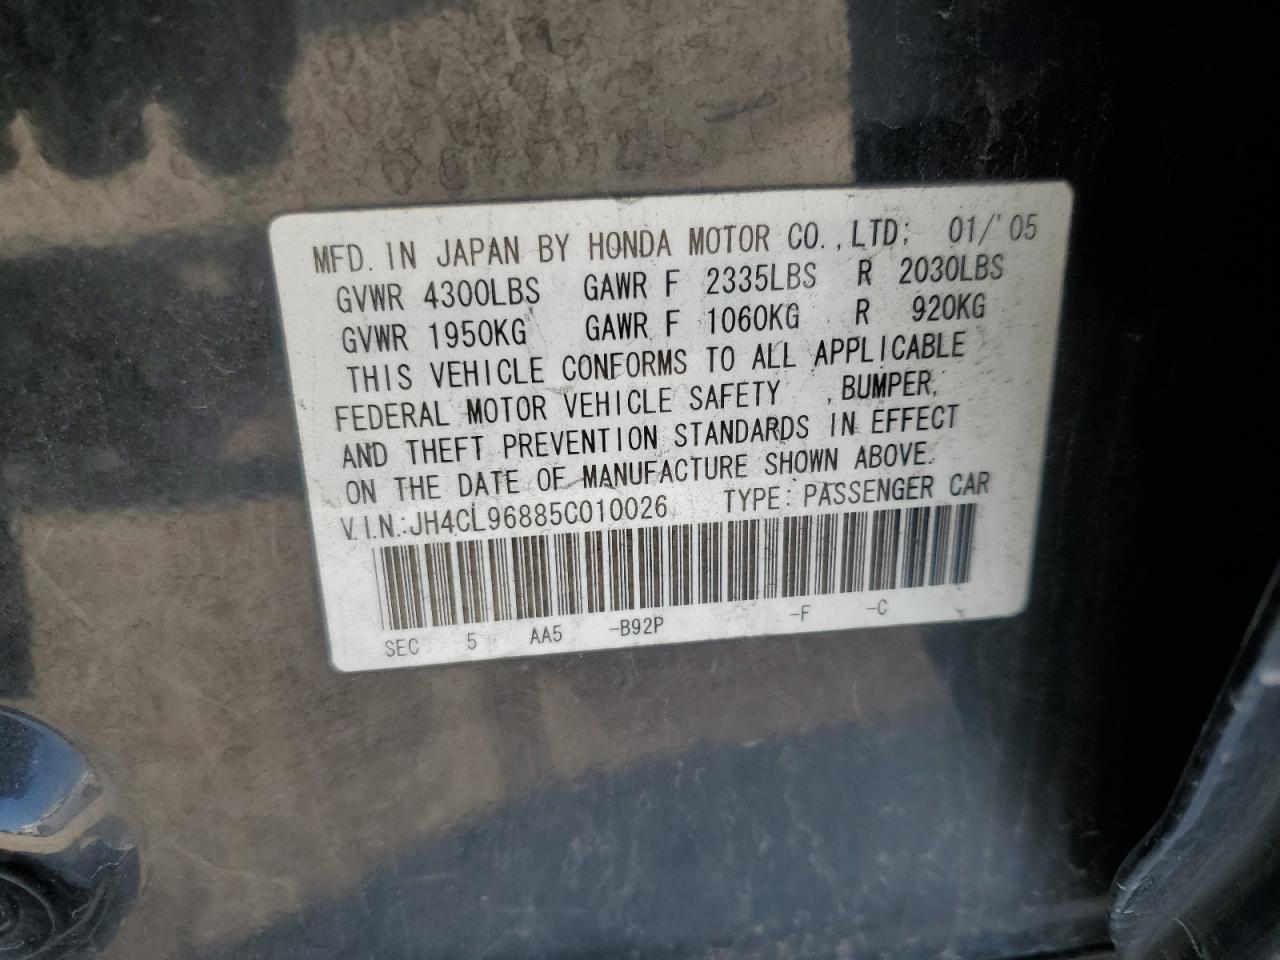 MFD. IN JAPAN BY HONDA MOTOR CO., LTD; 01/'05
GVWR 4300LBS GAWR F 2335LBS R 2030LBS
GVWR 1950KG GAWR F 1060KG R 920KG
THIS VEHICLE CONFORMS TO ALL APPLICABLE
FEDERAL MOTOR VEHICLE SAFETY , BUMPER,
AND THEFT PREVENTION STANDARDS IN EFFECT
ON THE DATE OF MANUFACTURE SHOWN ABOVE.
V.I.N:JH4CL96885C010026 TYPE:PASSENGER CAR
SEC 5 AA5 -B92P -F -C